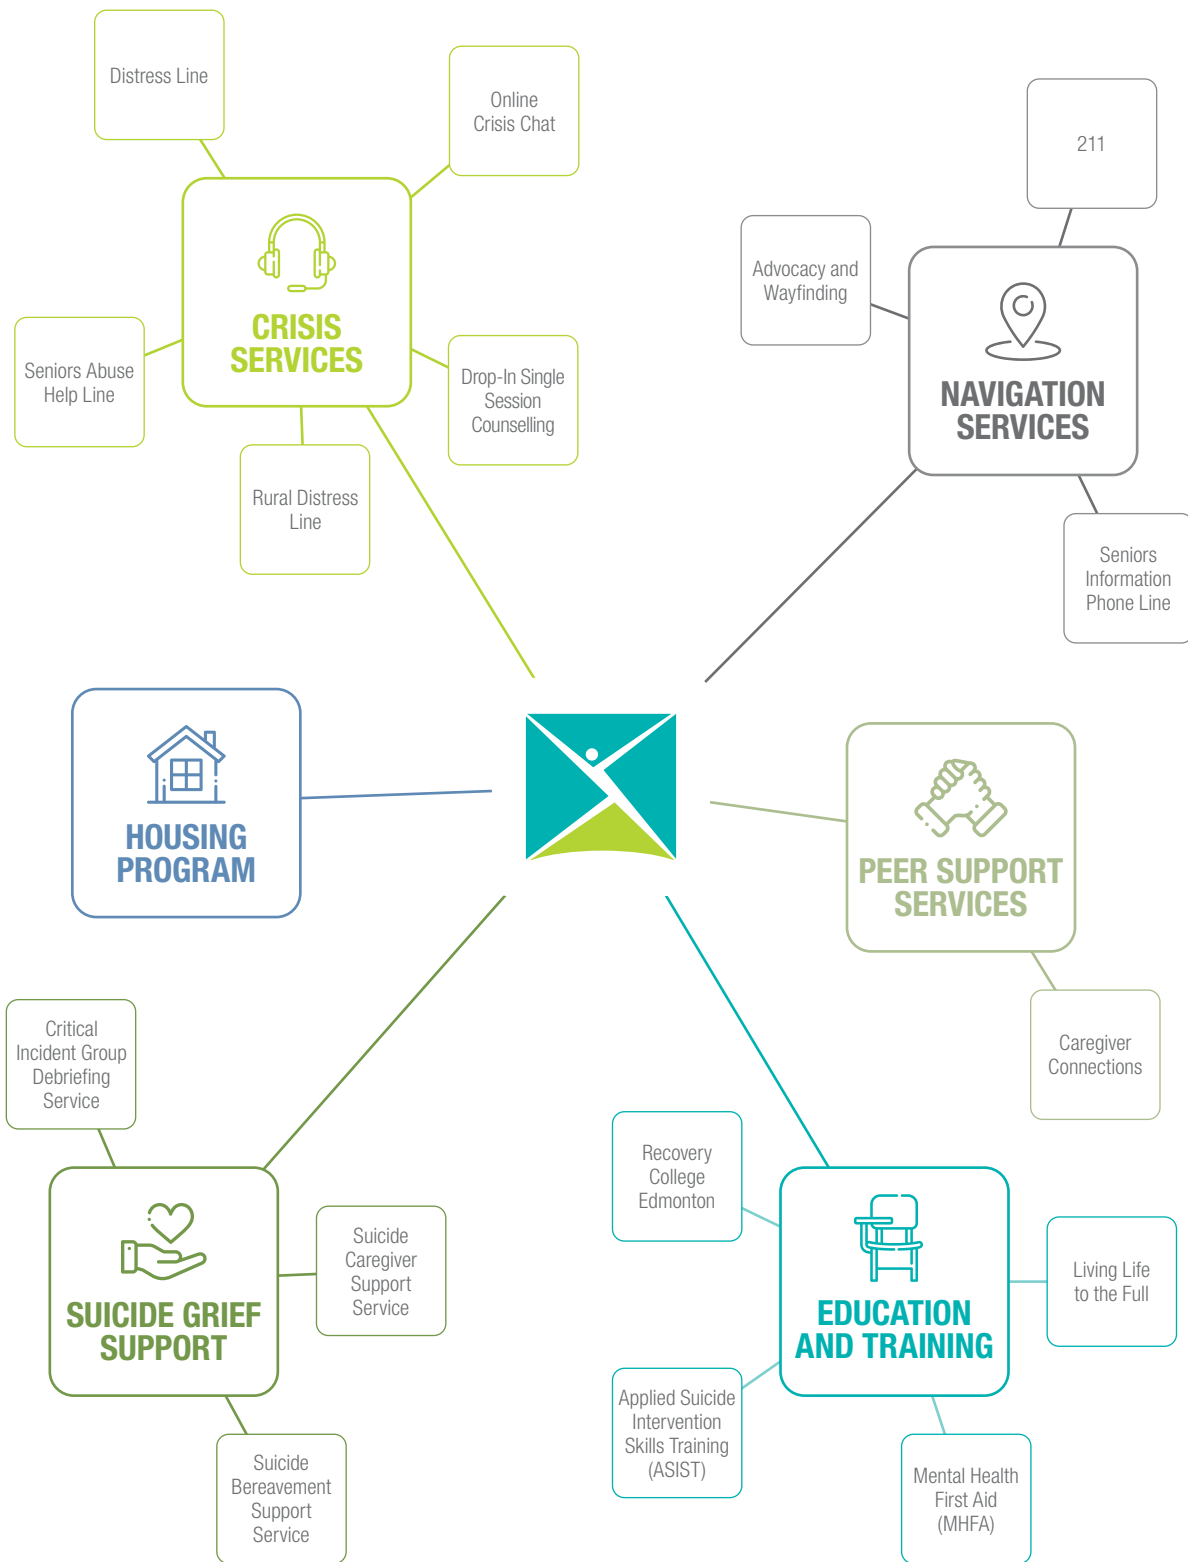 Distress Line
Online
Crisis Chat
CRISIS
SERVICES
Seniors Abuse
Help Line
Drop-In Single
Session
Counselling
Rural Distress
Line
211
Advocacy and
Wayfinding
NAVIGATION
SERVICES
Seniors
Information
Phone Line
HOUSING
PROGRAM
PEER SUPPORT
SERVICES
Caregiver
Connections
Critical
Incident Group
Debriefing
Service
SUICIDE GRIEF
SUPPORT
Suicide
Caregiver
Support
Service
Suicide
Bereavement
Support
Service
Recovery
College
Edmonton
EDUCATION
AND TRAINING
Living Life
to the Full
Applied Suicide
Intervention
Skills Training
(ASIST)
Mental Health
First Aid
(MHFA)